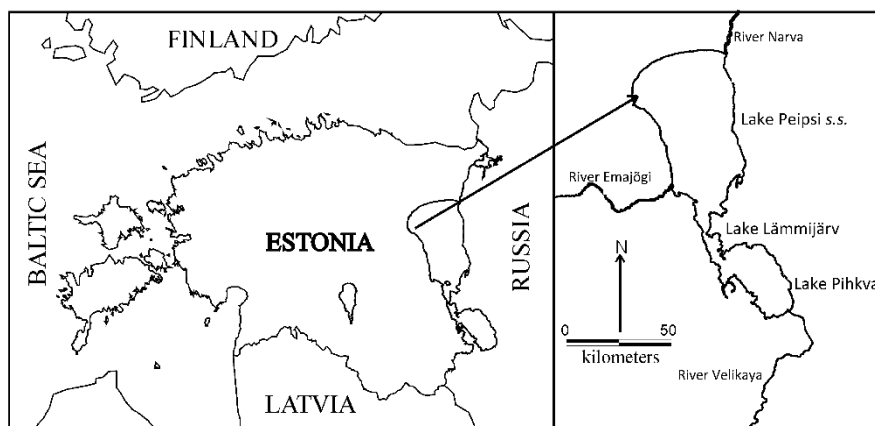 FINLAND
BALTIC SEA
ESTONIA
RUSSIA
LATVIA
River Narva
Lake Peipsi s.s.
River Emajõgi
Lake Lämmijärv
N
Lake Pihkva
0 50
kilometers
River Velikaya